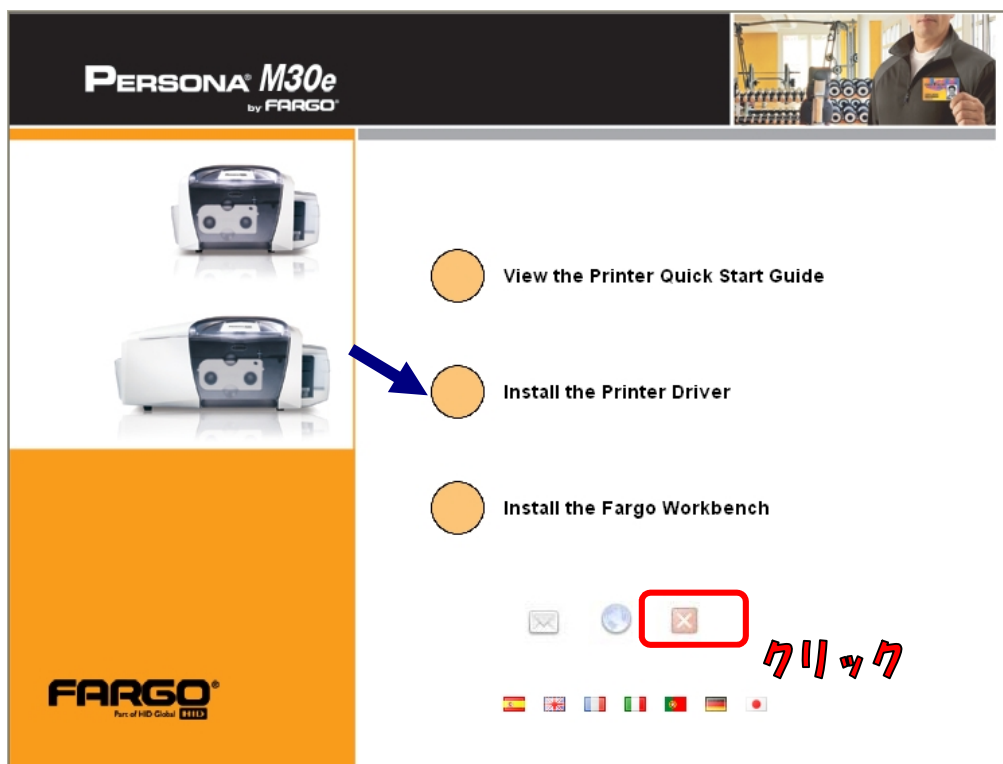 PERSONA® M30e
by FARGO®
View the Printer Quick Start Guide
Install the Printer Driver
Install the Fargo Workbench
クリック
FARGO®
Part of HID Global HID